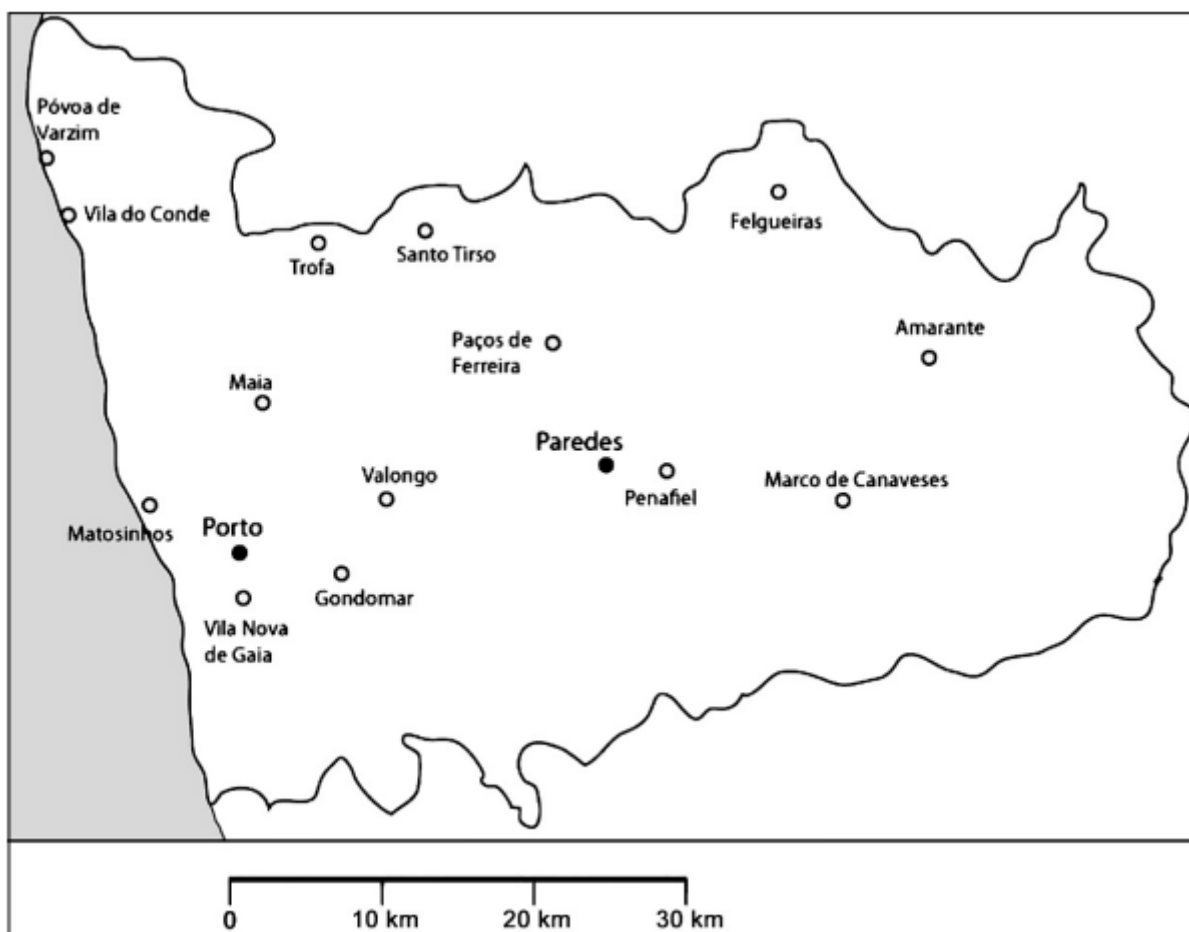 Póvoa de
Varzim
Vila do Conde
Felgueiras
Trofa
Santo Tirso
Amarante
Paços de
Ferreira
Maia
Paredes
Valongo
Penafiel
Marco de Canaveses
Matosinhos
Porto
Gondomar
Vila Nova
de Gaia
0
10 km
20 km
30 km